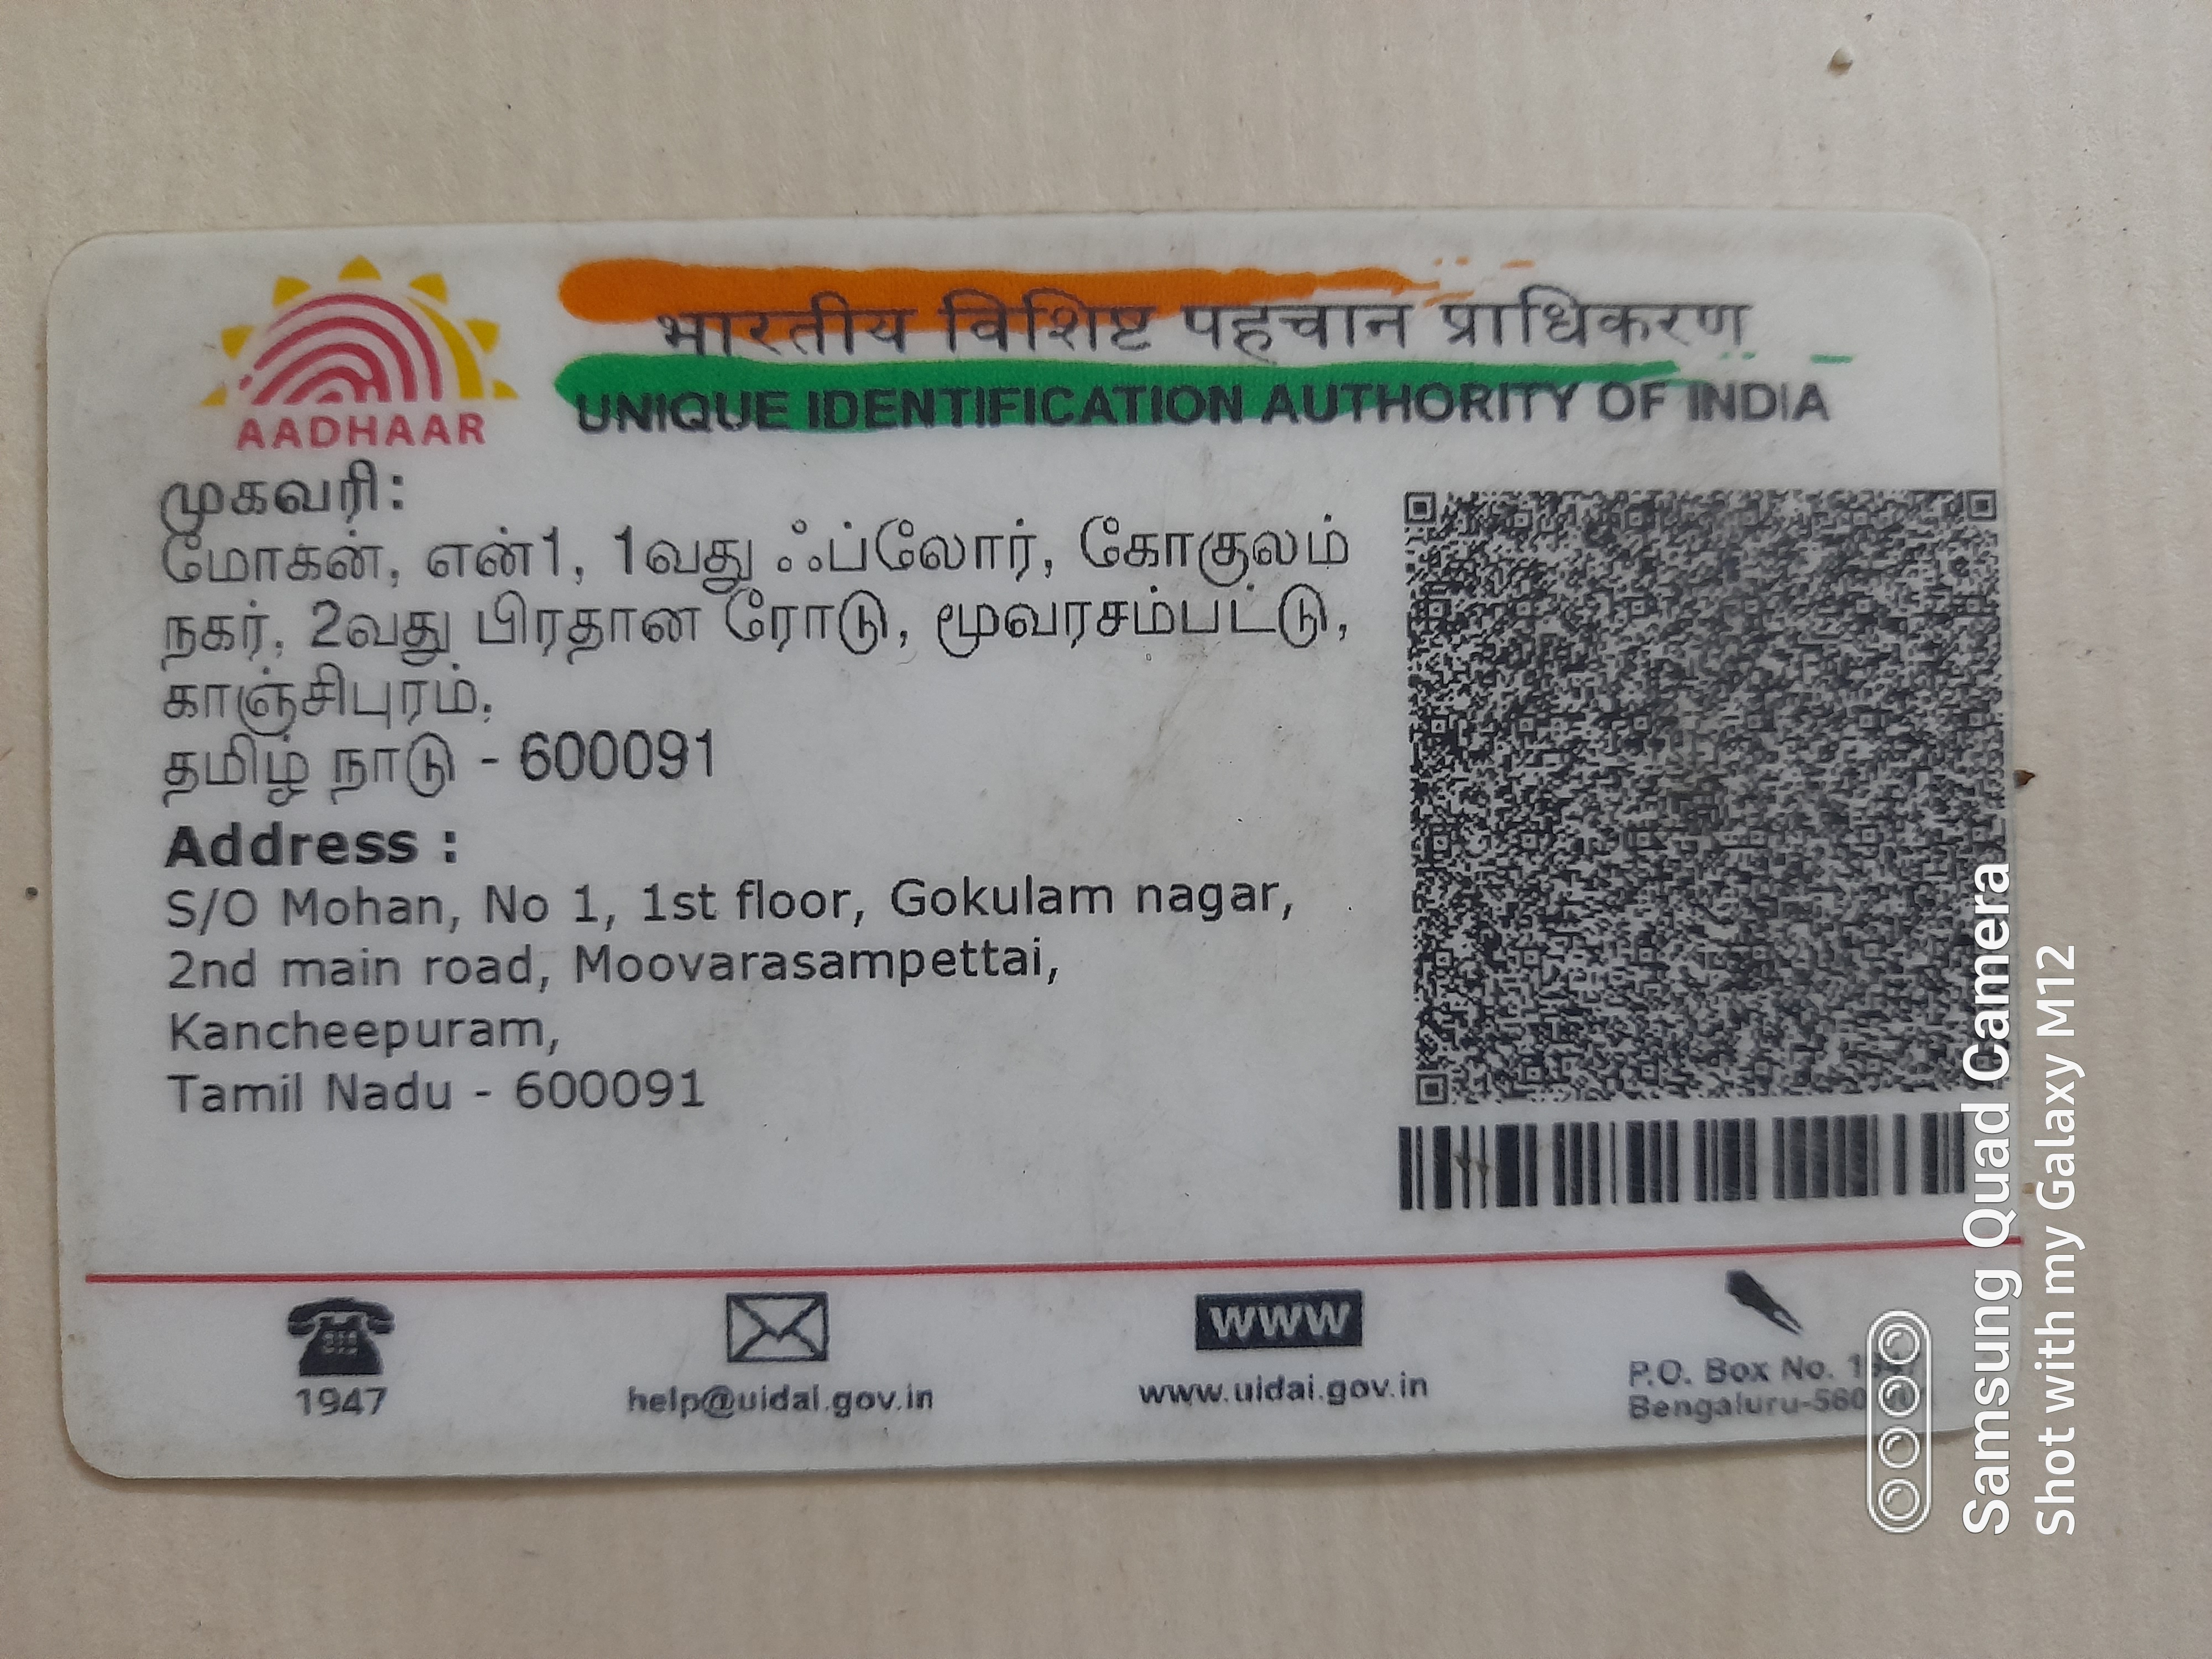 AADHAAR
भारतीय विशिष्ट पहचान प्राधिकरण
UNIQUE IDENTIFICATION AUTHORITY OF INDIA
முகவரி:
மோகன், என்1, 1வது ஃப்லோர், கோகுலம்
நகர், 2வது பிரதான ரோடு, மூவரசம்பட்டு,
காஞ்சிபுரம்,
தமிழ் நாடு - 600091
Address :
S/O Mohan, No 1, 1st floor, Gokulam nagar,
2nd main road, Moovarasampettai,
Kancheepuram,
Tamil Nadu - 600091
1947
help@uidai.gov.in
www
www.uidai.gov.in
P.O. Box No.
Samsung Quad Camera
Shot with my Galaxy M12